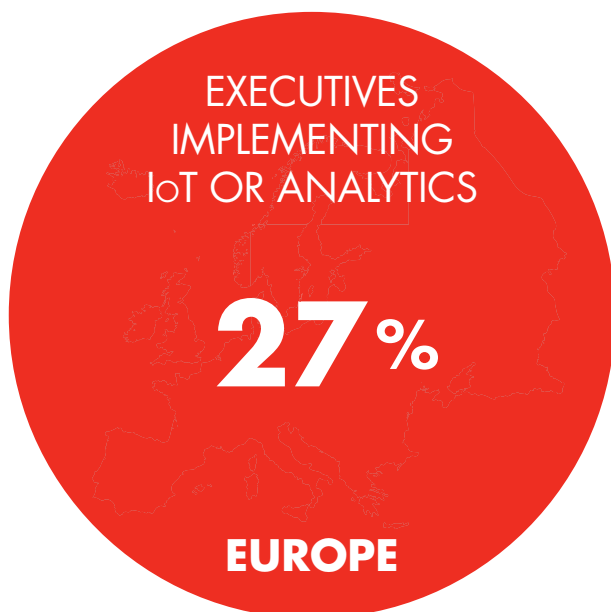 EXECUTIVES
IMPLEMENTING
IoT OR ANALYTICS
27%
EUROPE